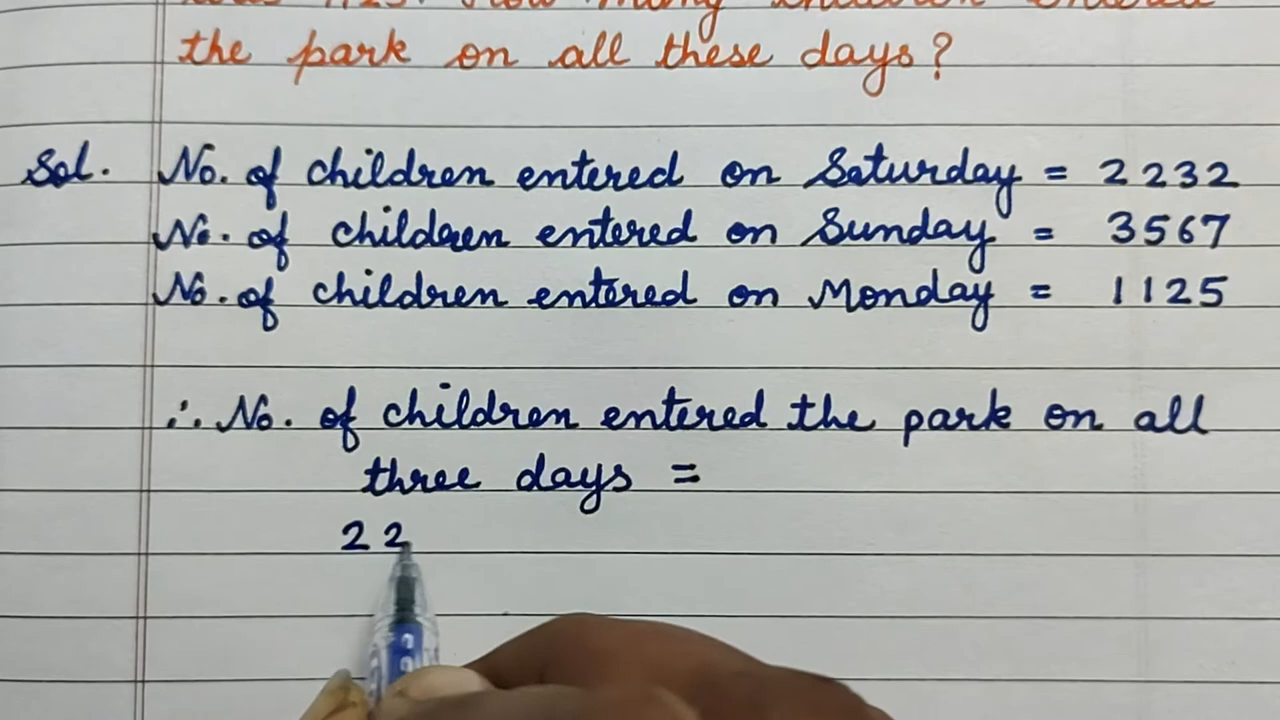 the park on all these days?
Sol. No. of children entered on Saturday = 2232
No. of children entered on Sunday = 3567
No. of children entered on Monday = 1125
∴ No. of children entered the park on all
three days =
22